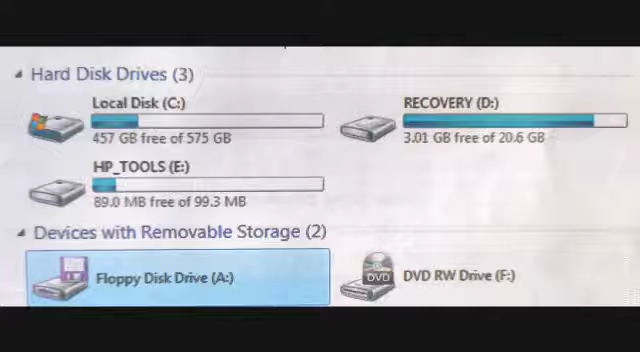 Hard Disk Drives (3)
Local Disk (C:)
457 GB free of 575 GB
RECOVERY (D:)
3.01 GB free of 20.6 GB
HP_TOOLS (E:)
89.0 MB free of 99.3 MB
Devices with Removable Storage (2)
Floppy Disk Drive (A:)
DVD
DVD RW Drive (F:)